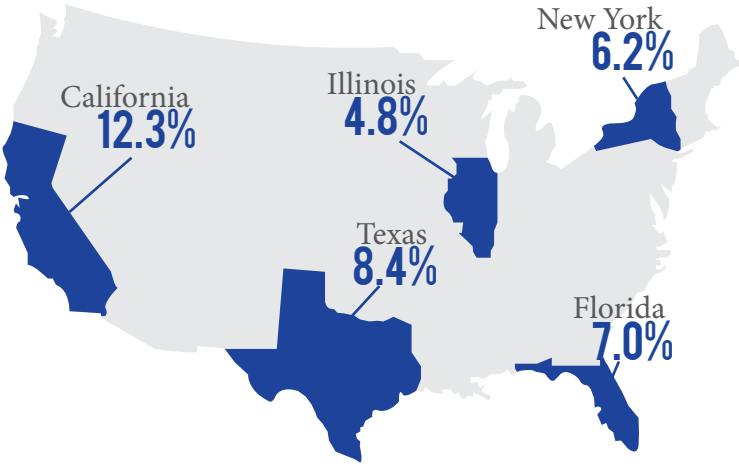 New York
6.2%
Illinois
4.8%
California
12.3%
Texas
8.4%
Florida
7.0%